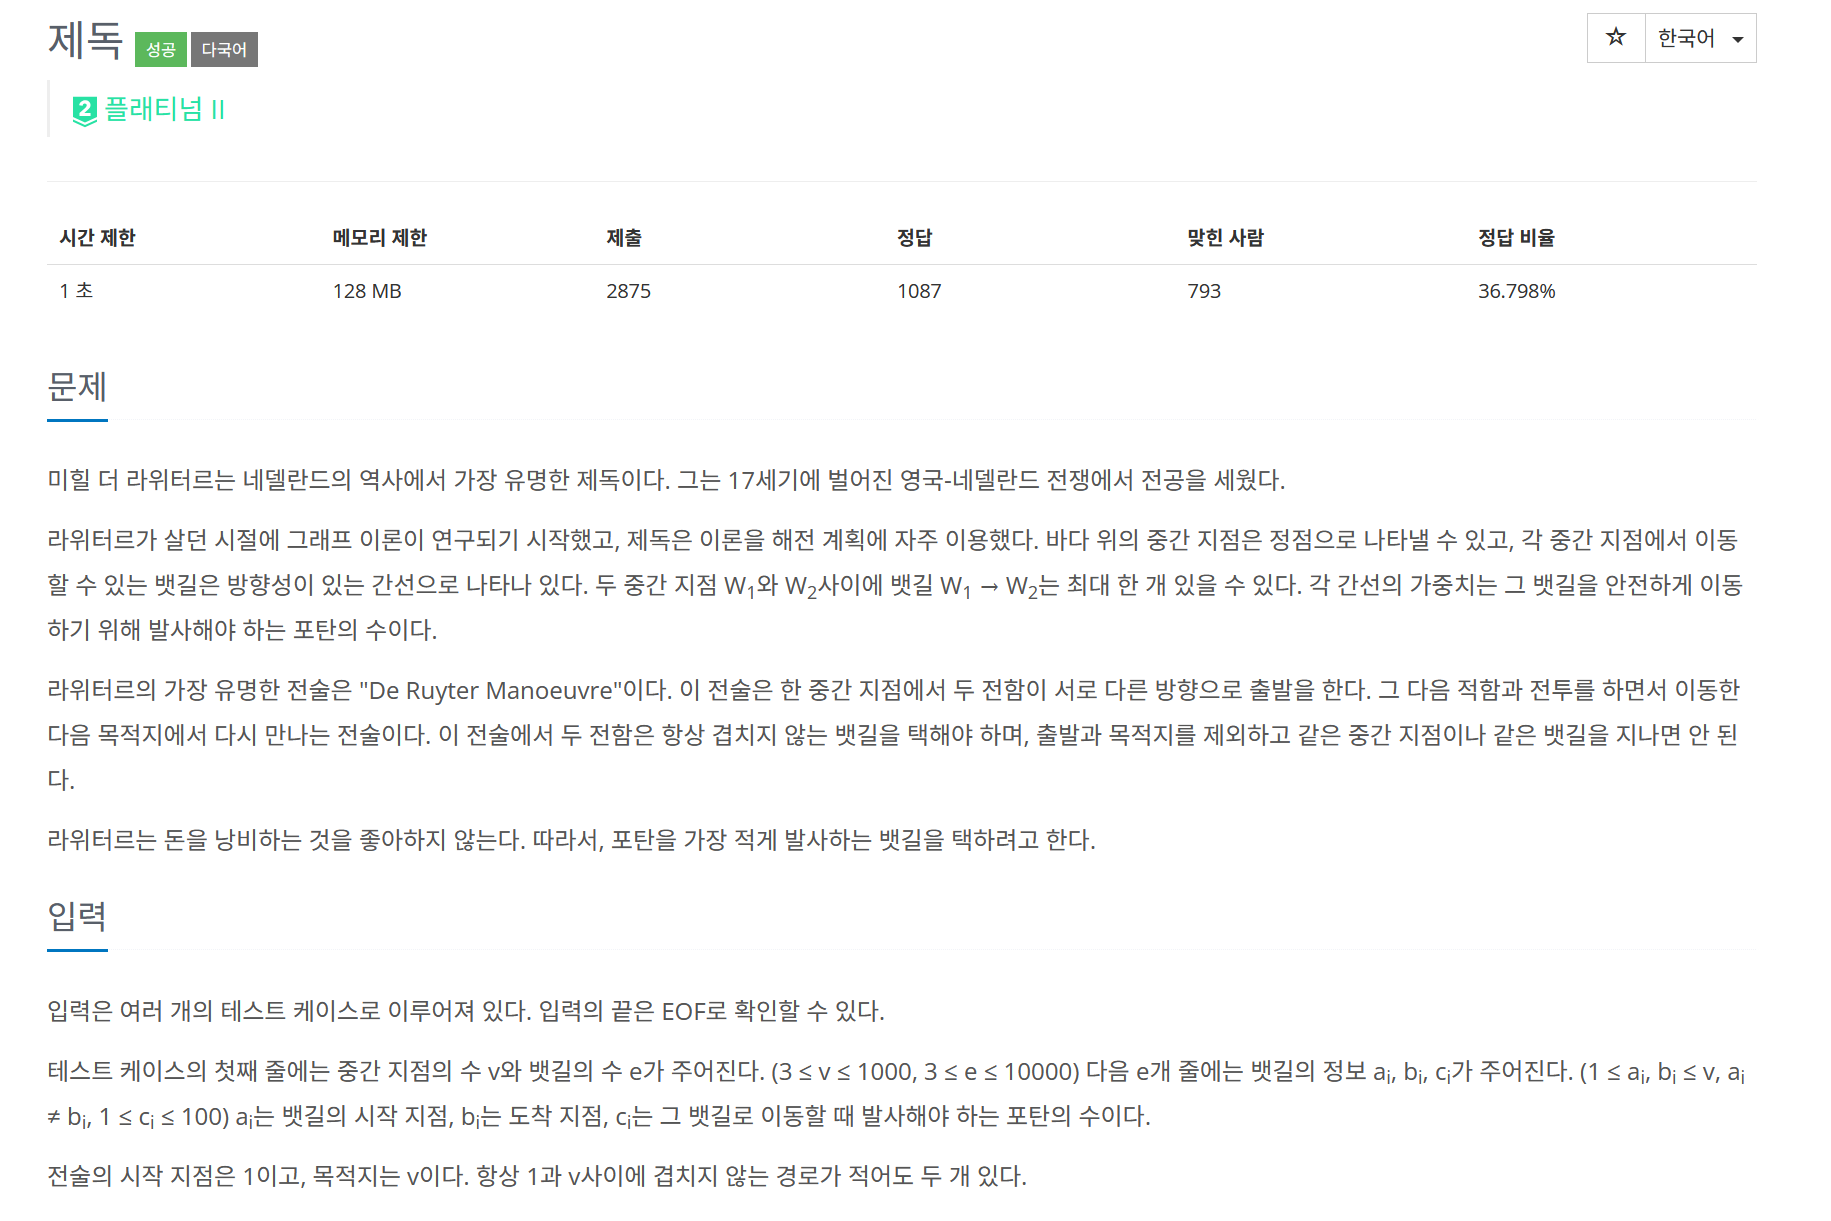 제독 성공 다국어 ☆ 한국어
2 플래티넘 II
시간 제한 메모리 제한 제출 정답 맞힌 사람 정답 비율
1 초 128 MB 2875 1087 793 36.798%
문제
미힐 더 라위터르는 네델란드의 역사에서 가장 유명한 제독이다. 그는 17세기에 벌어진 영국-네델란드 전쟁에서 전공을 세웠다.
라위터르가 살던 시절에 그래프 이론이 연구되기 시작했고, 제독은 이론을 해전 계획에 자주 이용했다. 바다 위의 중간 지점은 정점으로 나타낼 수 있고, 각 중간 지점에서 이동
할 수 있는 뱃길은 방향성이 있는 간선으로 나타나 있다. 두 중간 지점 W1와 W2사이에 뱃길 W1 → W2는 최대 한 개 있을 수 있다. 각 간선의 가중치는 그 뱃길을 안전하게 이동
하기 위해 발사해야 하는 포탄의 수이다.
라위터르의 가장 유명한 전술은 "De Ruyter Manoeuvre"이다. 이 전술은 한 중간 지점에서 두 전함이 서로 다른 방향으로 출발을 한다. 그 다음 적함과 전투를 하면서 이동한
다음 목적지에서 다시 만나는 전술이다. 이 전술에서 두 전함은 항상 겹치지 않는 뱃길을 택해야 하며, 출발과 목적지를 제외하고 같은 중간 지점이나 같은 뱃길을 지나면 안 된
다.
라위터르는 돈을 낭비하는 것을 좋아하지 않는다. 따라서, 포탄을 가장 적게 발사하는 뱃길을 택하려고 한다.
입력
입력은 여러 개의 테스트 케이스로 이루어져 있다. 입력의 끝은 EOF로 확인할 수 있다.
테스트 케이스의 첫째 줄에는 중간 지점의 수 v와 뱃길의 수 e가 주어진다. (3 ≤ v ≤ 1000, 3 ≤ e ≤ 10000) 다음 e개 줄에는 뱃길의 정보 ai, bi, ci가 주어진다. (1 ≤ ai, bi ≤ v, ai
≠ bi, 1 ≤ ci ≤ 100) ai는 뱃길의 시작 지점, bi는 도착 지점, ci는 그 뱃길로 이동할 때 발사해야 하는 포탄의 수이다.
전술의 시작 지점은 1이고, 목적지는 v이다. 항상 1과 v사이에 겹치지 않는 경로가 적어도 두 개 있다.